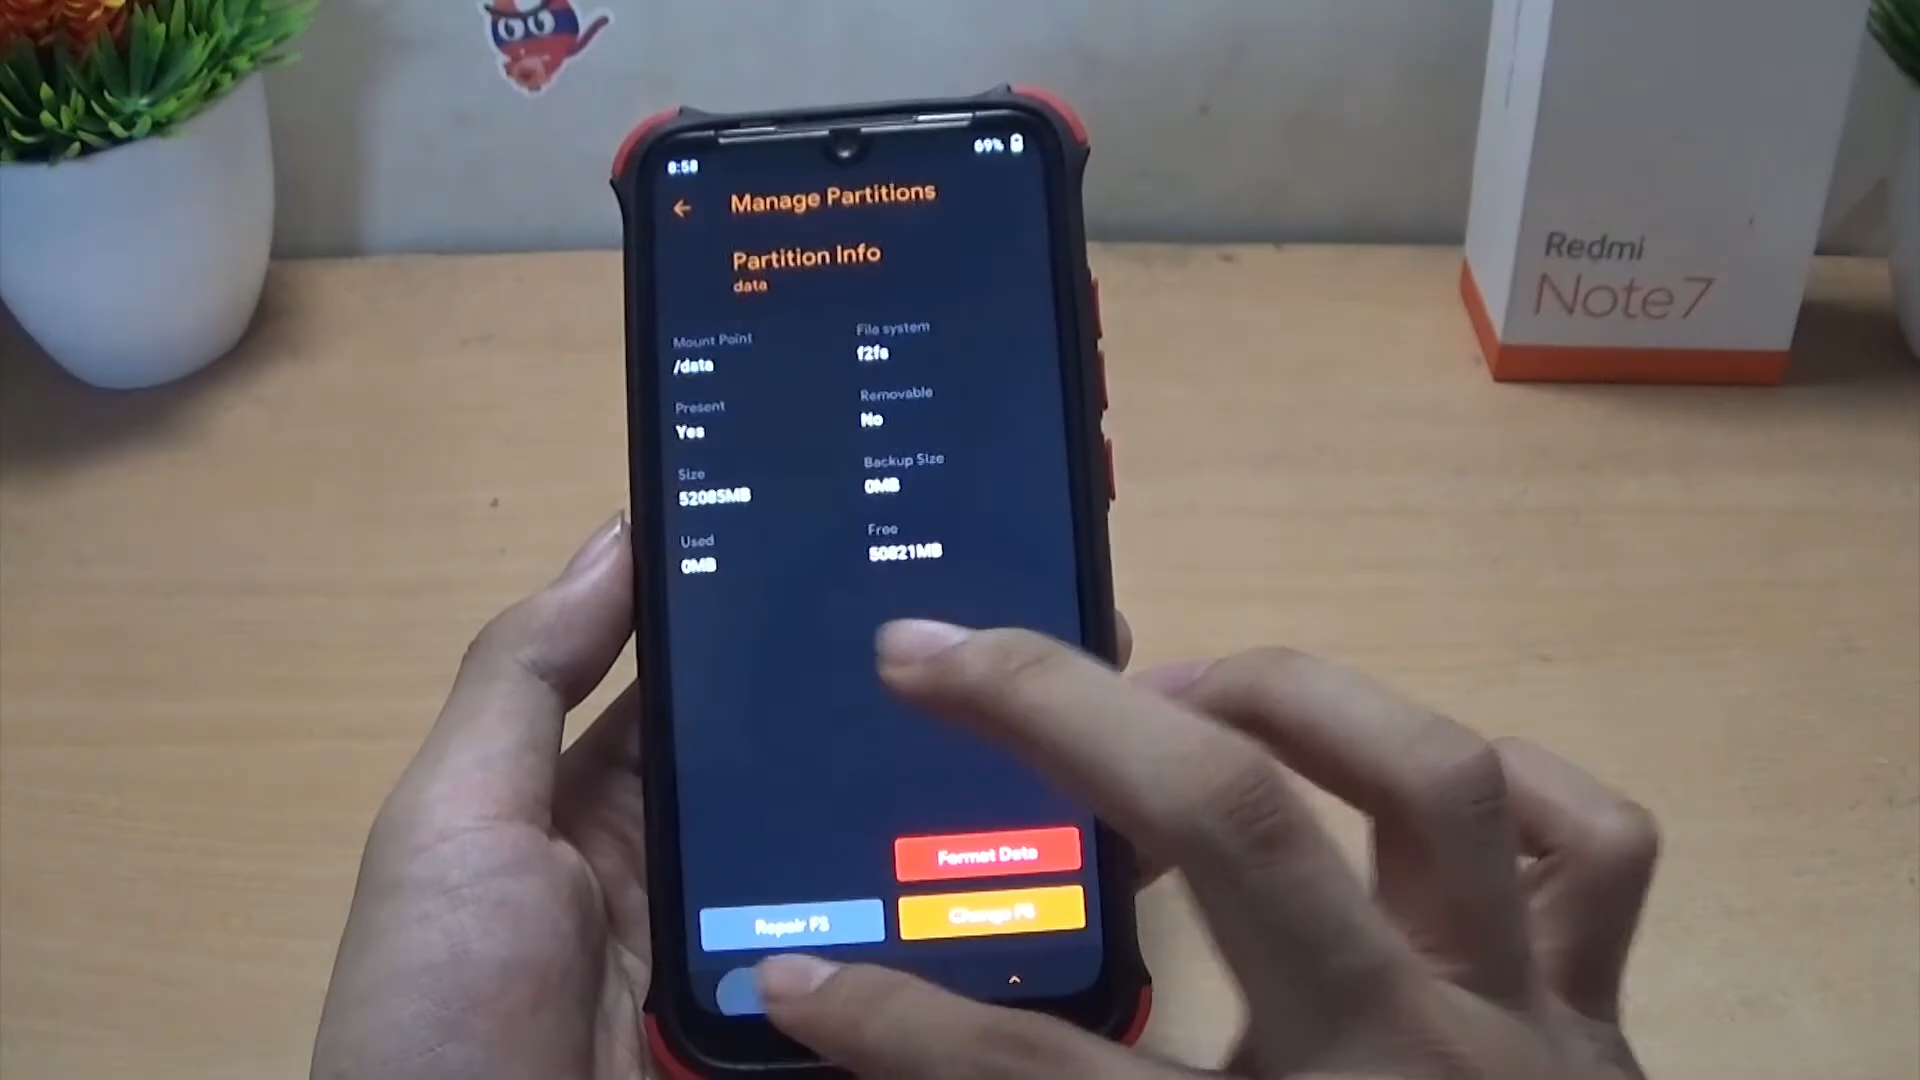 8:58
69%
Manage Partitions
Partition Info
data
Mount Point
File system
/data
f2fs
Present
Removable
Yes
No
Size
Backup Size
52085MB
0MB
Used
Free
0MB
50821MB
Format Data
Repair FS
Change FS
Redmi
Note7